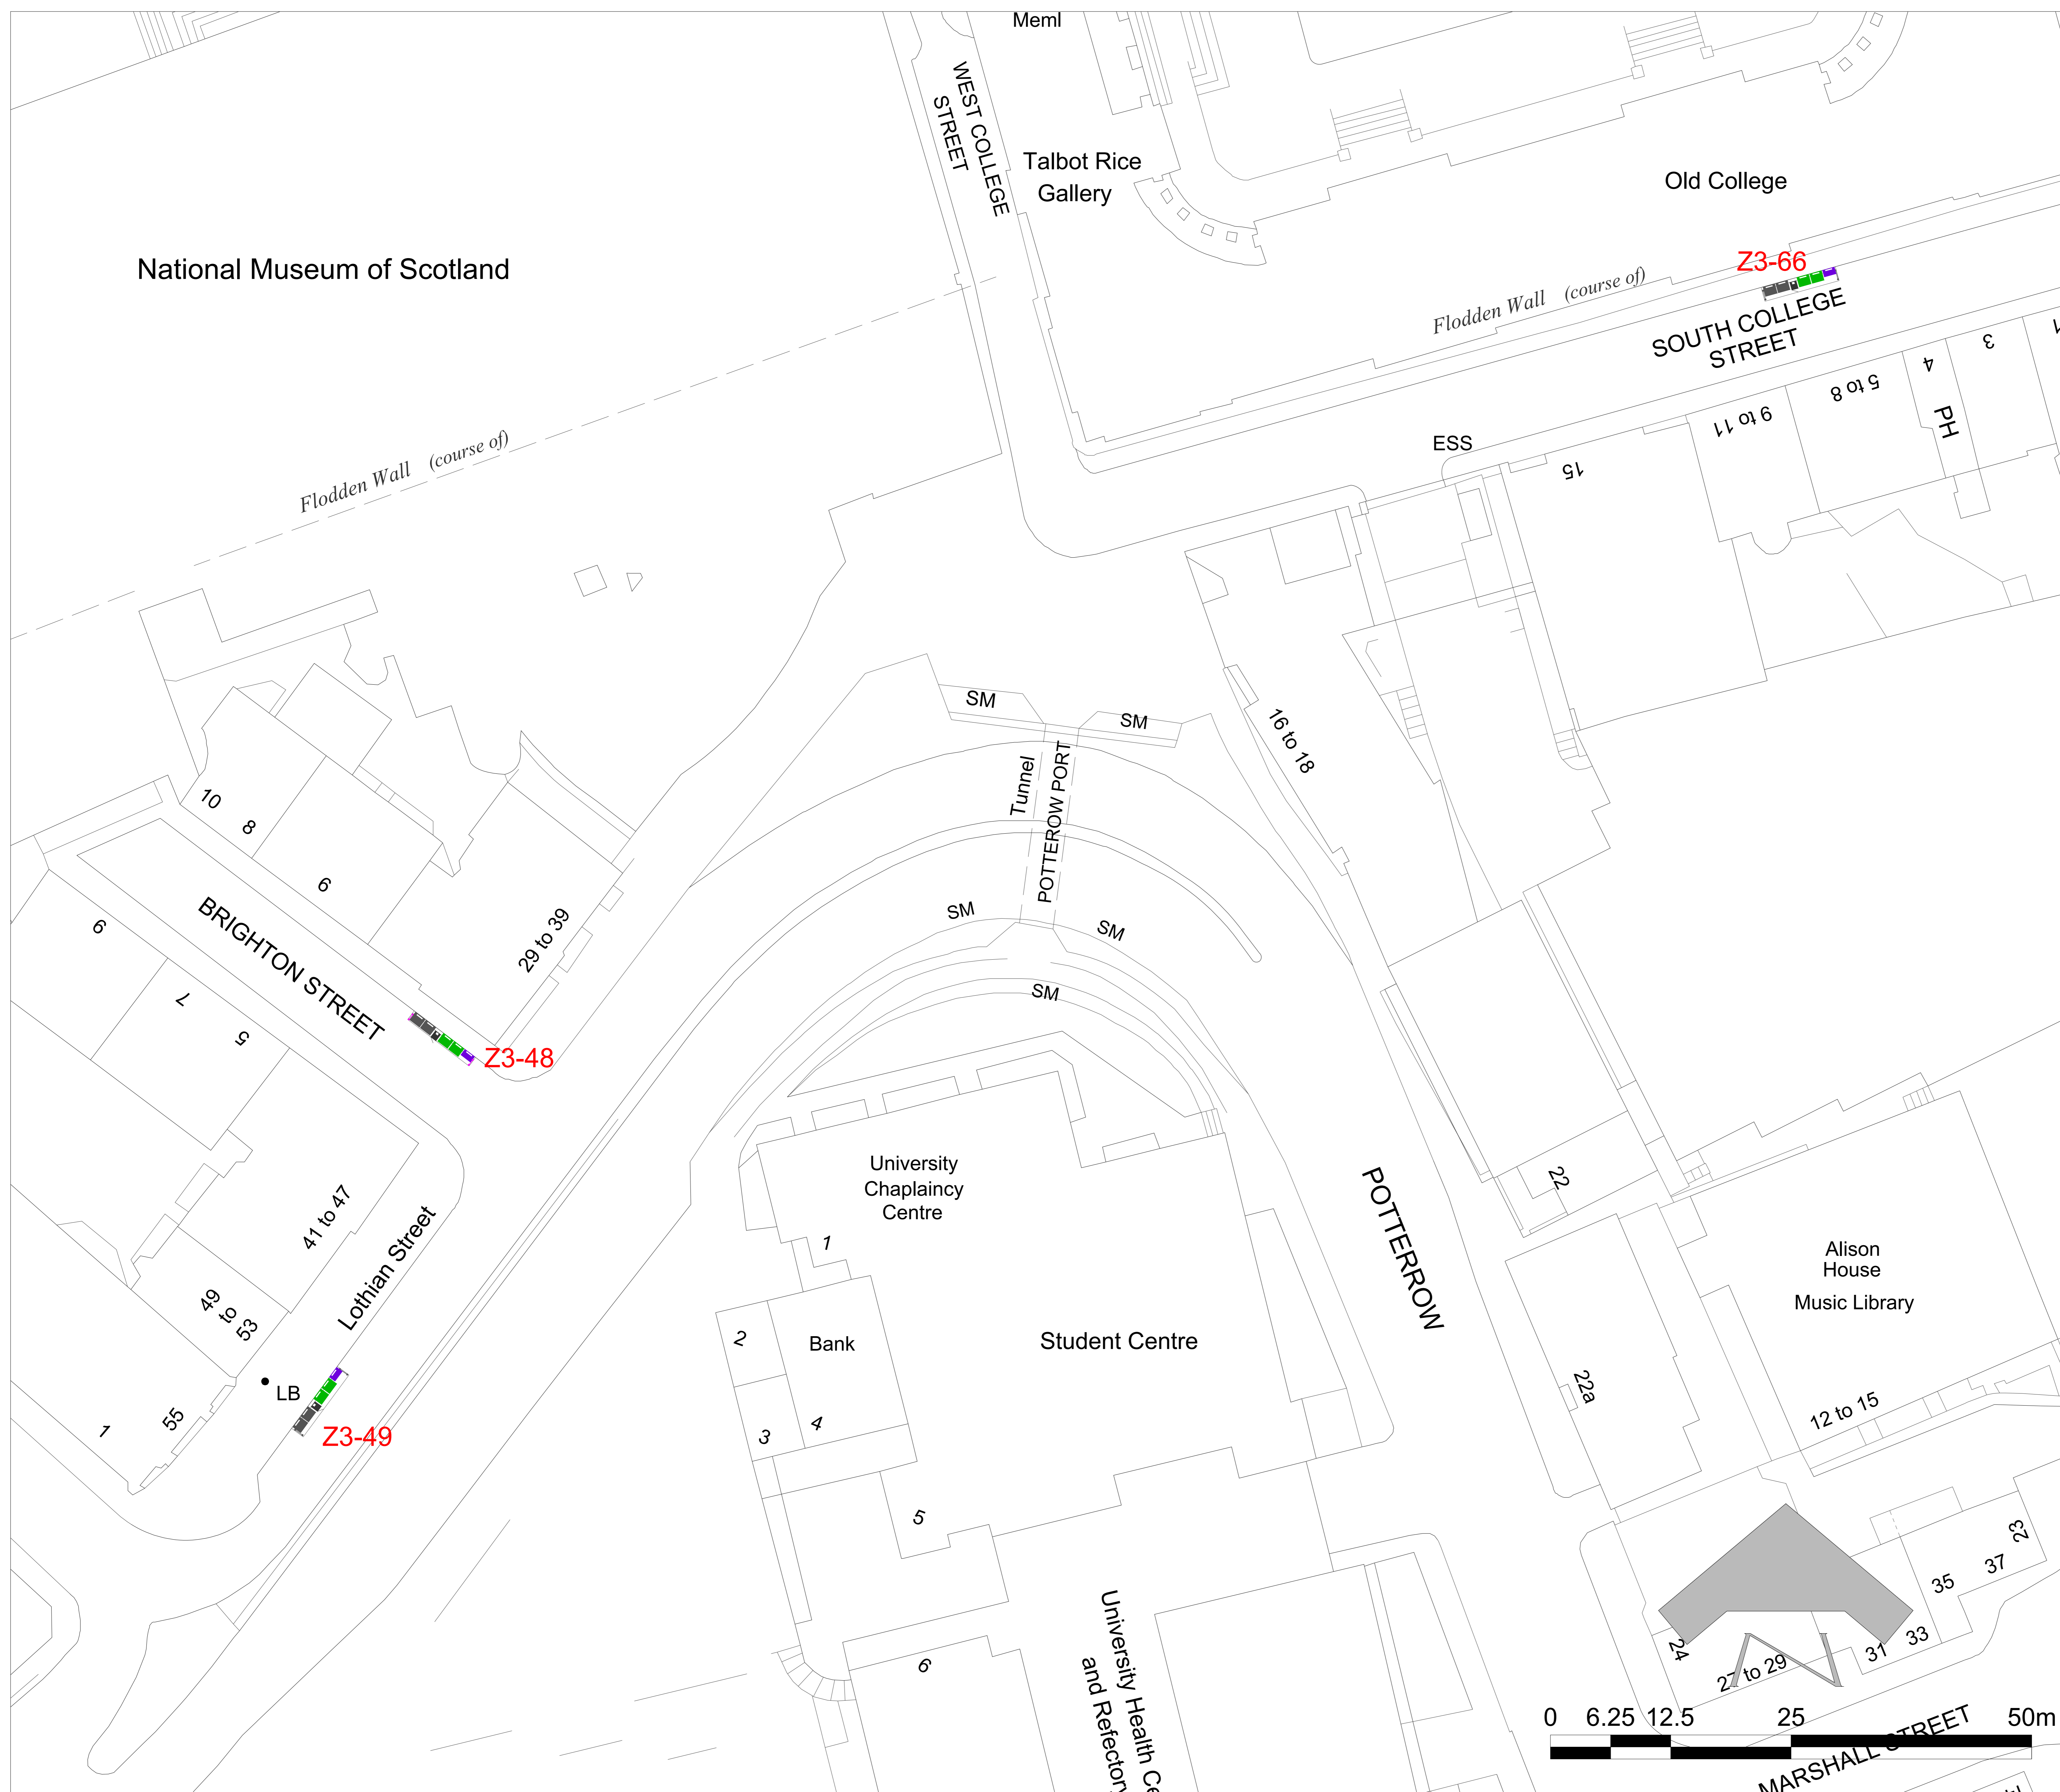 Meml
WEST COLLEGE
STREET
Talbot Rice
Gallery
Old College
National Museum of Scotland
Z3-66
Flodden Wall (course of)
SOUTH COLLEGE
STREET
1
3
4
PH
5 to 8
9 to 11
15
ESS
Flodden Wall (course of)
SM
SM
16 to 18
Tunnel
POTTEROW PORT
10
8
6
29 to 39
BRIGHTON STREET
6
7
5
SM
SM
SM
Z3-48
University
Chaplaincy
Centre
1
22
POTTERROW
Alison
House
Music Library
41 to 47
Lothian Street
49
to
53
2
Bank
Student Centre
LB
Z3-49
55
1
3
4
22a
12 to 15
5
23
37
35
33
31
24
27 to 29
6
University Health Ce
and Refectory
0 6.25 12.5 25 50m
MARSHALL STREET